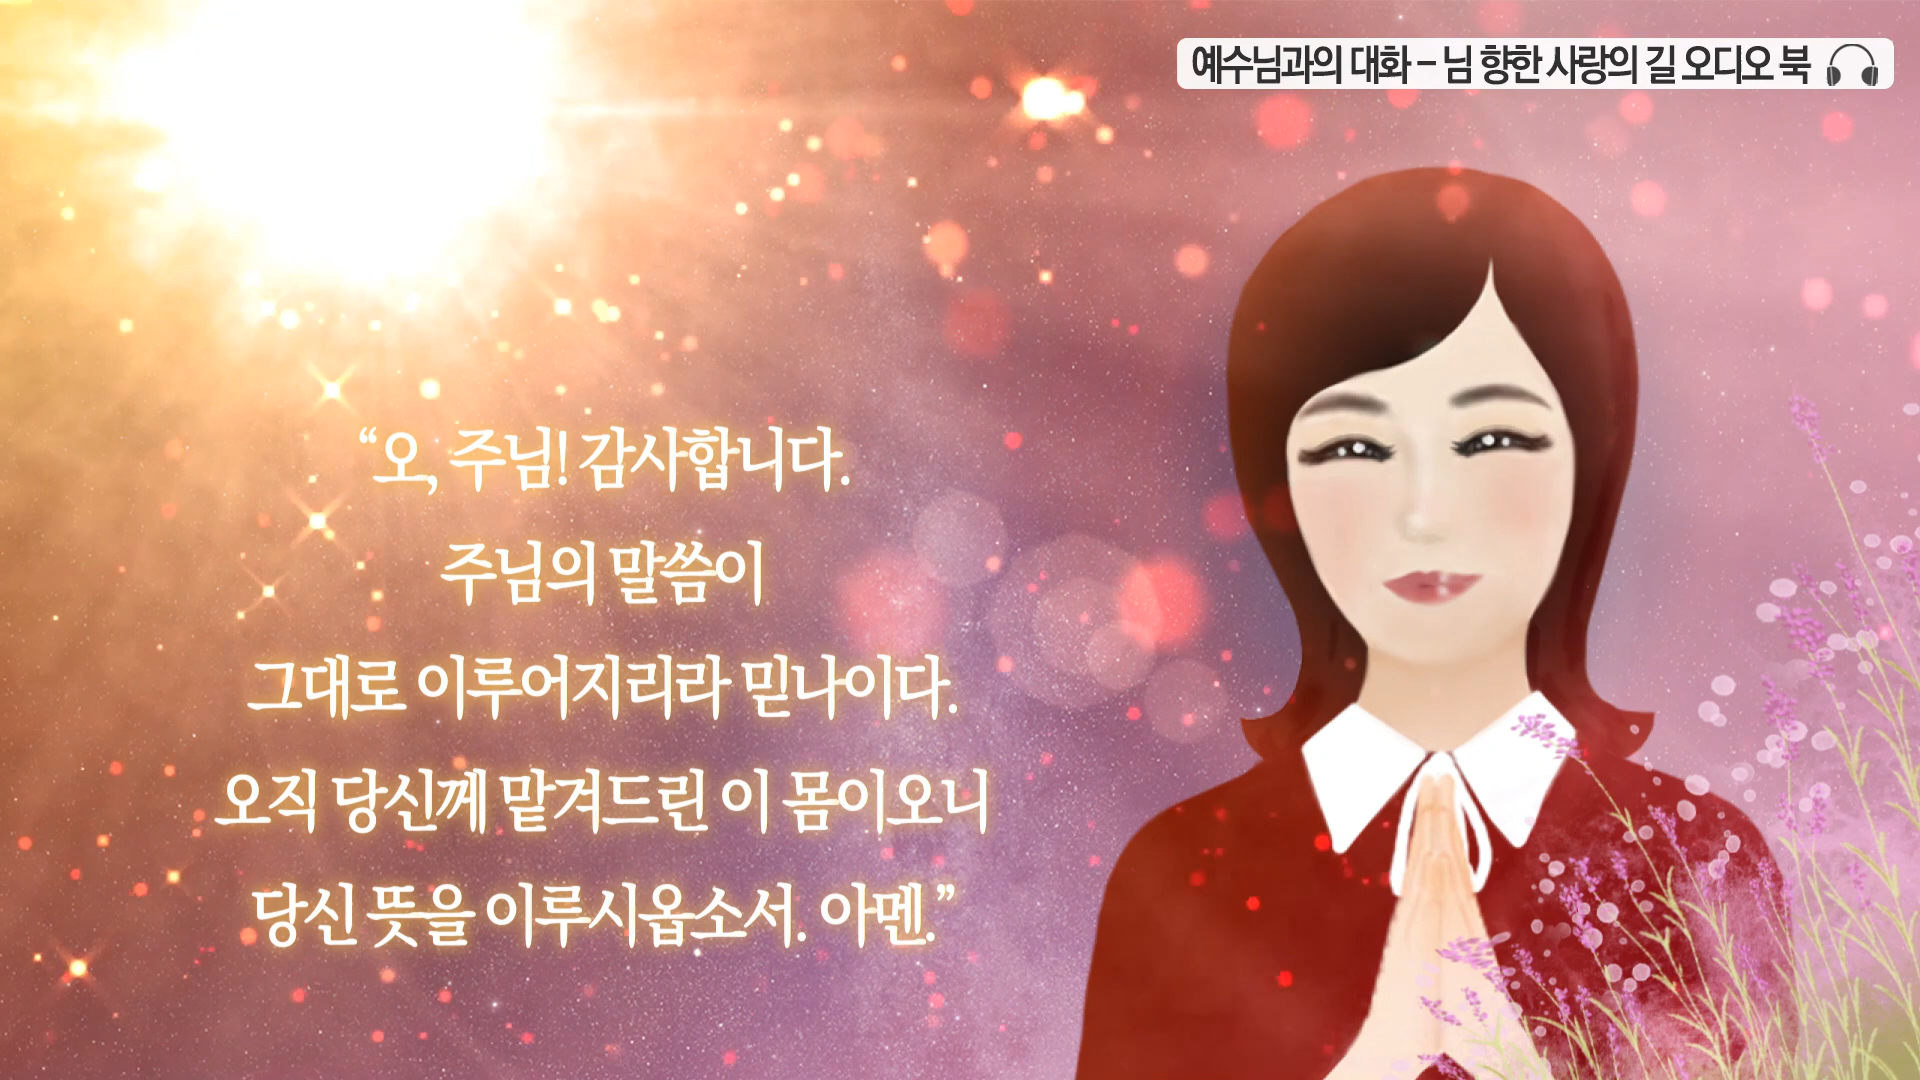 예수님과의 대화 - 님 향한 사랑의 길 오디오 북
“오, 주님! 감사합니다.
주님의 말씀이
그대로 이루어지리라 믿나이다.
오직 당신께 맡겨드린 이 몸이오니
당신 뜻을 이루시옵소서. 아멘.”